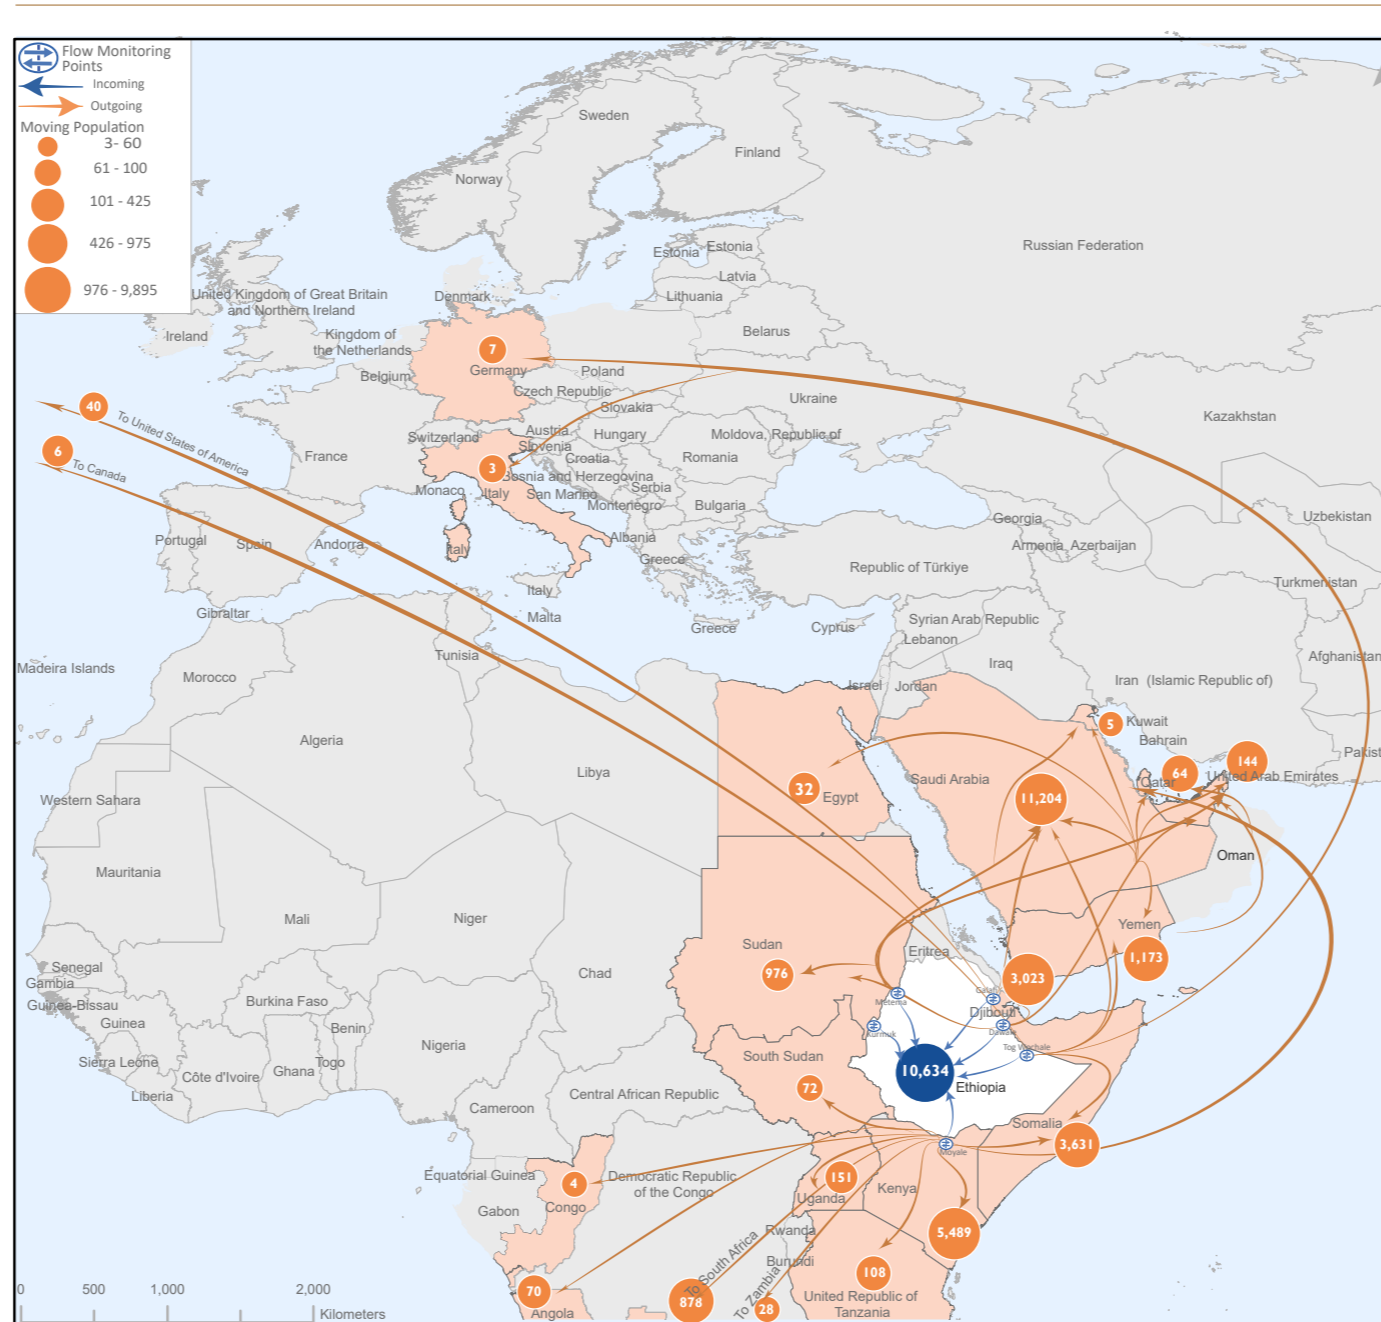 Flow Monitoring
Points
Incoming
Outgoing
Moving Population
3- 60
61 - 100
101 - 425
426 - 975
976 - 9,895
Sweden
Finland
Norway
Russian Federation
Estonia
Estonia
Latvia
Lithuania
Denmark
United Kingdom of Great Britain
and Northern Ireland
Ireland
Kingdom of
the Netherlands
Belarus
7
Germany
Belgium
Poland
Czech Republic
Ukraine
Slovakia
Kazakhstan
40
To United States of America
6
To Canada
France
Switzerland
Austria
Slovenia
Hungary
Moldova, Republic of
Croatia
Romania
3
Bosnia and Herzegovina
Serbia
Monaco
Italy
San Marino
Montenegro
Bulgaria
Georgia
Uzbekistan
Portugal
Spain
Andorra
Italy
Albania
Greece
Armenia
Azerbaijan
Republic of Türkiye
Turkmenistan
Italy
Gibraltar
Malta
Greece
Cyprus
Syrian Arab Republic
Lebanon
Madeira Islands
Morocco
Tunisia
Israel
Jordan
Iraq
Iran (Islamic Republic of)
Afghanistan
Algeria
Libya
5
Kuwait
Bahrain
Pakist
Western Sahara
32
Egypt
Saudi Arabia
11,204
Qatar
64
144
United Arab Emirates
Mauritania
Oman
Mali
Niger
Chad
Sudan
976
Eritrea
Yemen
1,173
3,023
Senegal
Gambia
Guinea-Bissau
Guinea
Burkina Faso
Benin
Sierra Leone
Côte d'Ivoire
Ghana
Togo
Liberia
Nigeria
Cameroon
Central African Republic
South Sudan
72
Metema
Kurmuk
Galafi
Djibouti
Dawale
Tog Wochale
10,634
Ethiopia
Somalia
3,631
Moyale
Equatorial Guinea
Gabon
4
Congo
Democratic Republic
of the Congo
151
Uganda
Kenya
5,489
Rwanda
Burundi
108
United Republic of
Tanzania
To South Africa
To Zambia
70
Angola
878
28
0
500
1,000
2,000
Kilometers